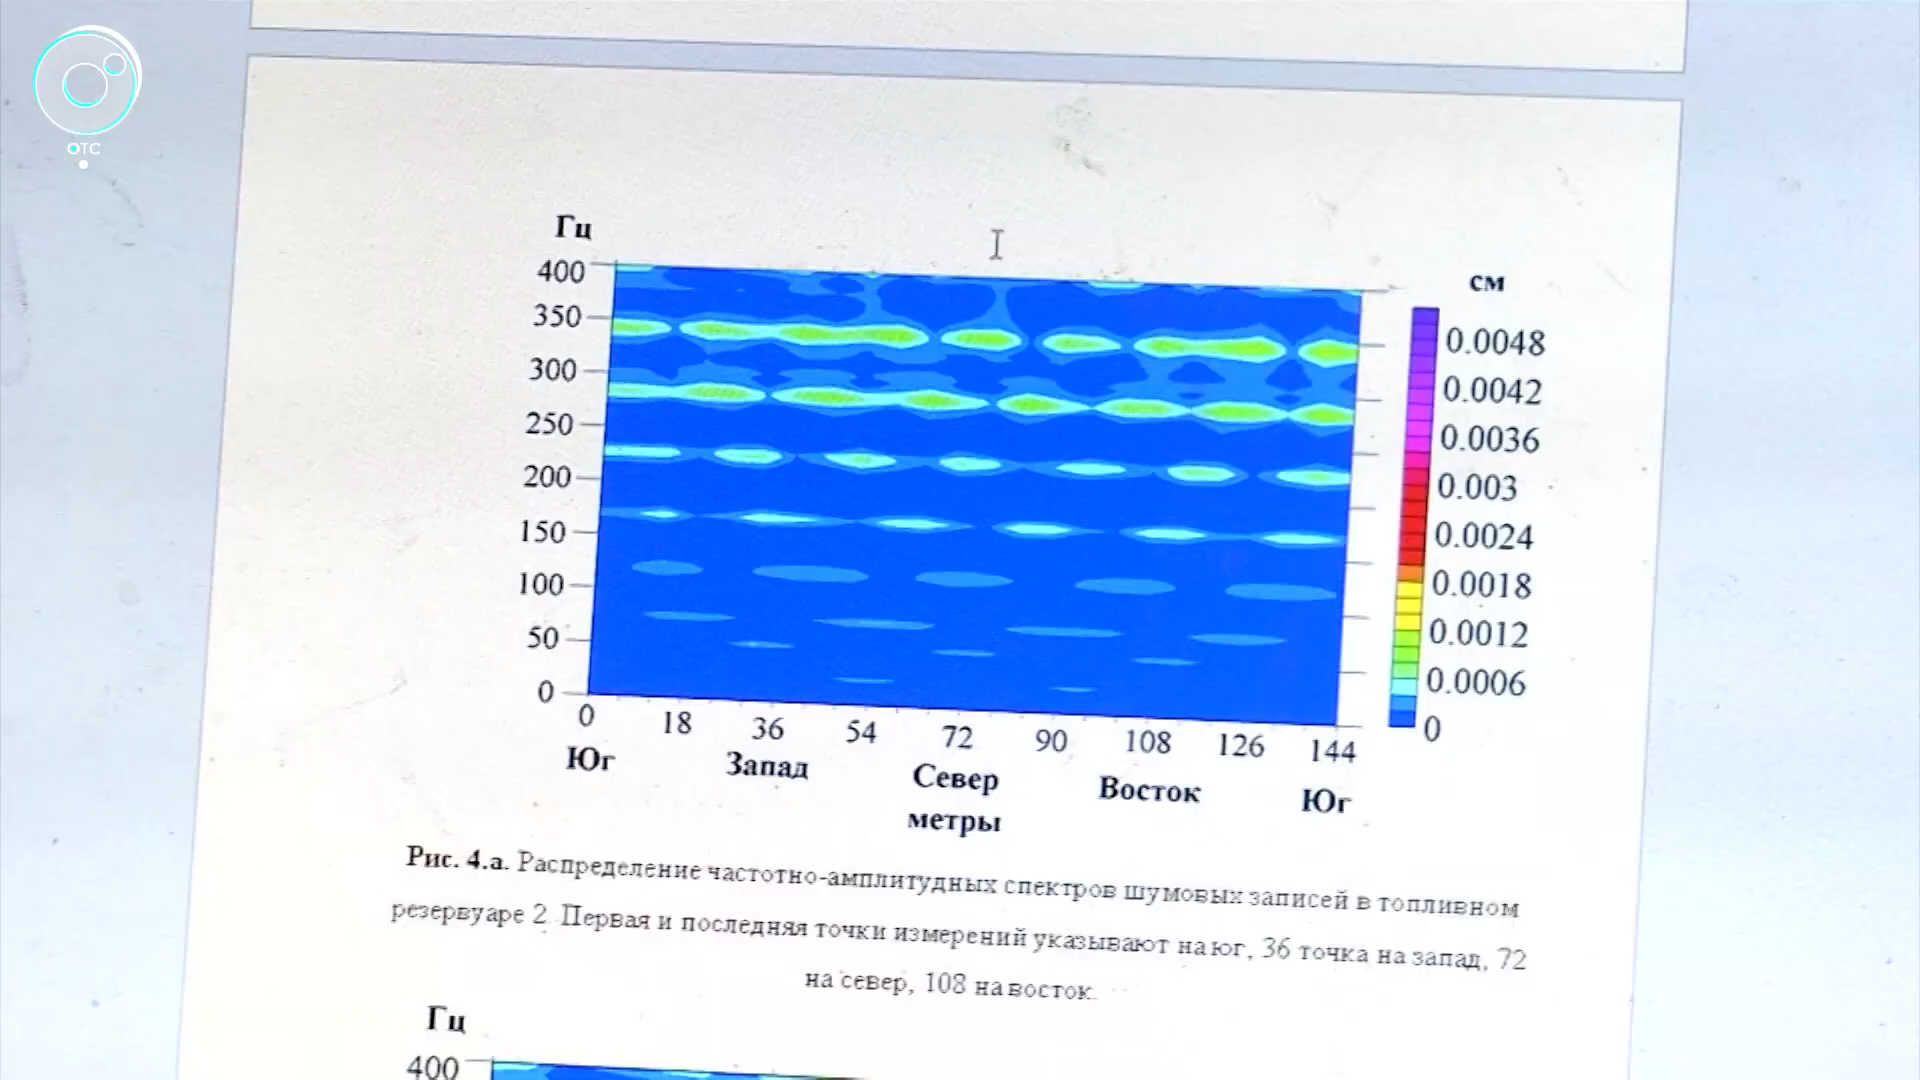 ОТС
Гц
400
350
300
250
200
150
100
50
0
0 18 36 54 72 90 108 126 144
Юг Запад Север Восток Юг
метры
см
0.0048
0.0042
0.0036
0.003
0.0024
0.0018
0.0012
0.0006
0
Рис. 4.а. Распределение частотно-амплитудных спектров шумовых записей в топливном
резервуаре 2. Первая и последняя точки измерений указывают на юг, 36 точка на запад, 72
на север, 108 на восток.
Гц
400